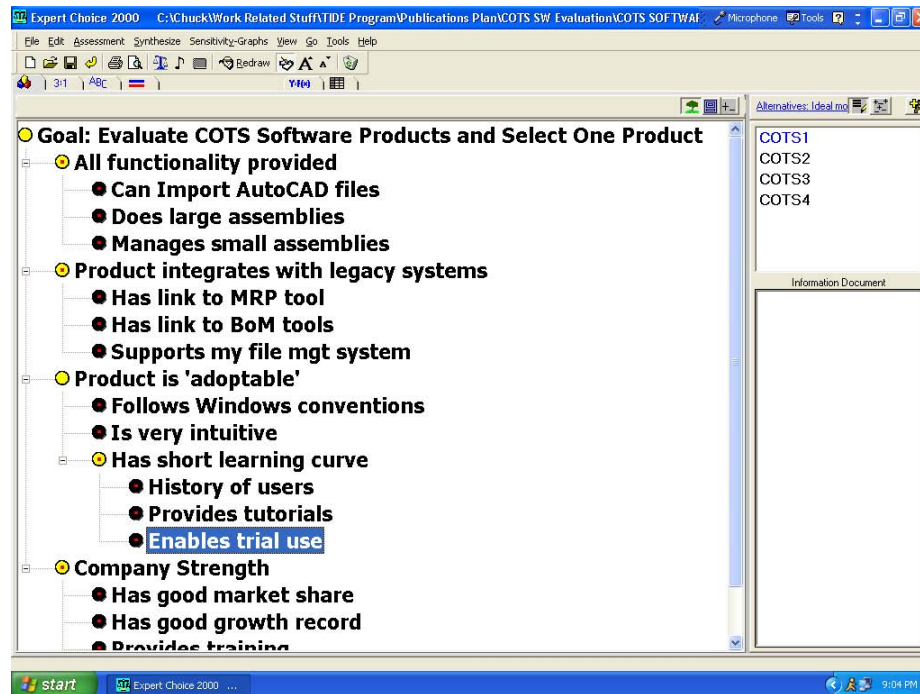 Expert Choice 2000 C:\Chuck\Work Related Stuff\TIDE Program\Publications Plan\COTS SW Evaluation\COTS SOFTWAR
Microphone Tools
File Edit Assessment Synthesize Sensitivity-Graphs View Go Tools Help
Redraw A A
3:1 ABC Y=F(x)
Alternatives: Ideal mo
Goal: Evaluate COTS Software Products and Select One Product
All functionality provided
Can Import AutoCAD files
Does large assemblies
Manages small assemblies
Product integrates with legacy systems
Has link to MRP tool
Has link to BoM tools
Supports my file mgt system
Product is 'adoptable'
Follows Windows conventions
Is very intuitive
Has short learning curve
History of users
Provides tutorials
Enables trial use
Company Strength
Has good market share
Has good growth record
Provides training
COTS1
COTS2
COTS3
COTS4
Information Document
start Expert Choice 2000 ... 9:04 PM